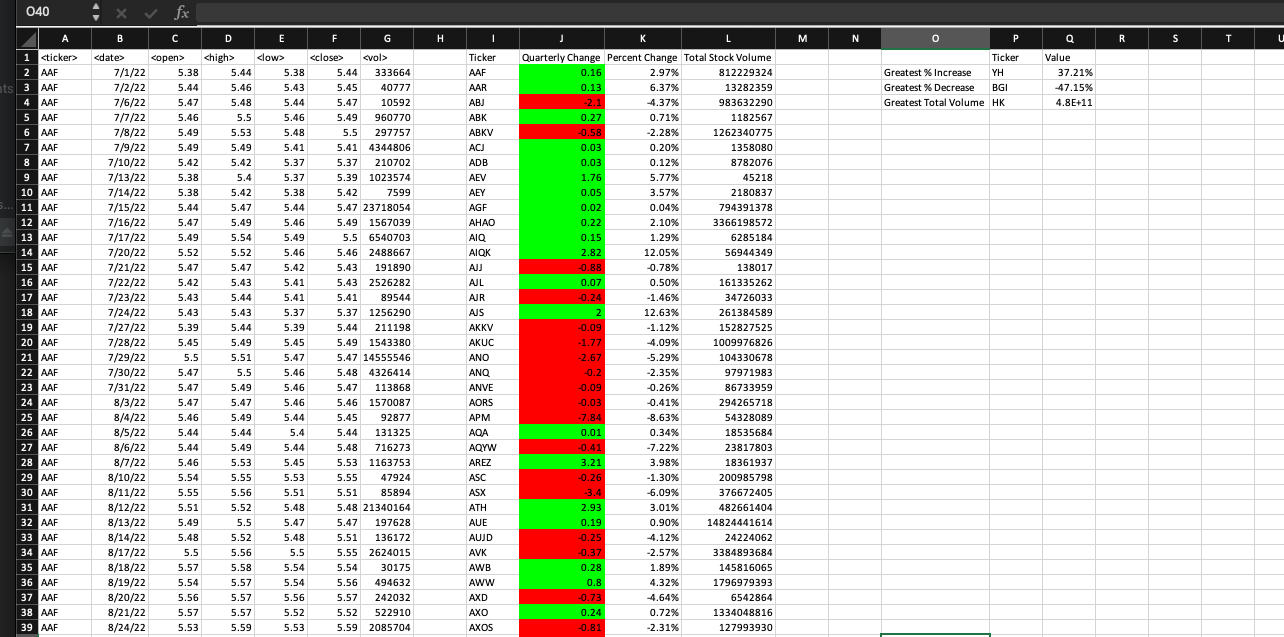 O40 fx
A B C D E F G H I J K L M N O P Q R S T U
1 <ticker> <date> <open> <high> <low> <close> <vol> Ticker Quarterly Change Percent Change Total Stock Volume Ticker Value
2 AAF 7/1/22 5.38 5.44 5.38 5.44 333664 AAF 0.16 2.97% 812229324 Greatest % Increase YH 37.21%
3 AAF 7/2/22 5.44 5.46 5.43 5.45 40777 AAR 0.13 6.37% 13282359 Greatest % Decrease BGI -47.15%
4 AAF 7/6/22 5.47 5.48 5.44 5.47 10592 ABJ -2.1 -4.37% 983632290 Greatest Total Volume HK 4.8E+11
5 AAF 7/7/22 5.46 5.5 5.46 5.49 960770 ABK 0.27 0.71% 1182567
6 AAF 7/8/22 5.49 5.53 5.48 5.5 297757 ABKV -0.58 -2.28% 1262340775
7 AAF 7/9/22 5.49 5.49 5.41 5.41 4344806 ACJ 0.03 0.20% 1358080
8 AAF 7/10/22 5.42 5.42 5.37 5.37 210702 ADB 0.03 0.12% 8782076
9 AAF 7/13/22 5.38 5.4 5.37 5.39 1023574 AEV 1.76 5.77% 45218
10 AAF 7/14/22 5.38 5.42 5.38 5.42 7599 AEY 0.05 3.57% 2180837
11 AAF 7/15/22 5.44 5.47 5.44 5.47 23718054 AGF 0.02 0.04% 794391378
12 AAF 7/16/22 5.47 5.49 5.46 5.49 1567039 AHAO 0.22 2.10% 3366198572
13 AAF 7/17/22 5.49 5.54 5.49 5.5 6540703 AIQ 0.15 1.29% 6285184
14 AAF 7/20/22 5.52 5.52 5.46 5.46 2488667 AIQK 2.82 12.05% 56944349
15 AAF 7/21/22 5.47 5.47 5.42 5.43 191890 AJJ -0.88 -0.78% 138017
16 AAF 7/22/22 5.42 5.43 5.41 5.43 2526282 AJL 0.07 0.50% 161335262
17 AAF 7/23/22 5.43 5.44 5.41 5.41 89544 AJR -0.24 -1.46% 34726033
18 AAF 7/24/22 5.43 5.43 5.37 5.37 1256290 AJS 2 12.63% 261384589
19 AAF 7/27/22 5.39 5.44 5.39 5.44 211198 AKKV -0.09 -1.12% 152827525
20 AAF 7/28/22 5.45 5.49 5.45 5.49 1543380 AKUC -1.77 -4.09% 1009976826
21 AAF 7/29/22 5.5 5.51 5.47 5.47 14555546 ANO -2.67 -5.29% 104330678
22 AAF 7/30/22 5.47 5.5 5.46 5.48 4326414 ANQ -0.2 -2.35% 97971983
23 AAF 7/31/22 5.47 5.49 5.46 5.47 113868 ANVE -0.09 -0.26% 86733959
24 AAF 8/3/22 5.47 5.47 5.46 5.46 1570087 AORS -0.03 -0.41% 294265718
25 AAF 8/4/22 5.46 5.49 5.44 5.45 92877 APM -7.84 -8.63% 54328089
26 AAF 8/5/22 5.44 5.44 5.4 5.44 131325 AQA 0.01 0.34% 18535684
27 AAF 8/6/22 5.44 5.49 5.44 5.48 716273 AQYW -0.41 -7.22% 23817803
28 AAF 8/7/22 5.46 5.53 5.45 5.53 1163753 AREZ 3.21 3.98% 18361937
29 AAF 8/10/22 5.54 5.55 5.53 5.55 47924 ASC -0.26 -1.30% 200985798
30 AAF 8/11/22 5.55 5.56 5.51 5.51 85894 ASX -3.4 -6.09% 376672405
31 AAF 8/12/22 5.51 5.52 5.48 5.48 21340164 ATH 2.93 3.01% 482661404
32 AAF 8/13/22 5.49 5.5 5.47 5.47 197628 AUE 0.19 0.90% 14824441614
33 AAF 8/14/22 5.48 5.52 5.48 5.51 136172 AUJD -0.25 -4.12% 24224062
34 AAF 8/17/22 5.5 5.56 5.5 5.55 2624015 AVK -0.37 -2.57% 3384893684
35 AAF 8/18/22 5.57 5.58 5.54 5.54 30175 AWB 0.28 1.89% 145816065
36 AAF 8/19/22 5.54 5.57 5.54 5.56 494632 AWW 0.8 4.32% 1796979393
37 AAF 8/20/22 5.56 5.57 5.56 5.57 242032 AXD -0.73 -4.64% 6542864
38 AAF 8/21/22 5.57 5.57 5.52 5.52 522910 AXO 0.24 0.72% 1334048816
39 AAF 8/24/22 5.53 5.59 5.53 5.59 2085704 AXOS -0.81 -2.31% 127993930